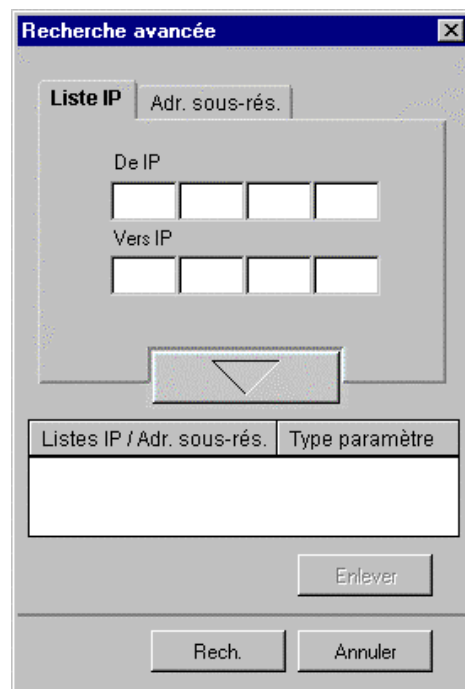 Recherche avancée
Liste IP Adr. sous-rés.
De IP
Vers IP
Listes IP / Adr. sous-rés. Type paramètre
Enlever
Rech. Annuler